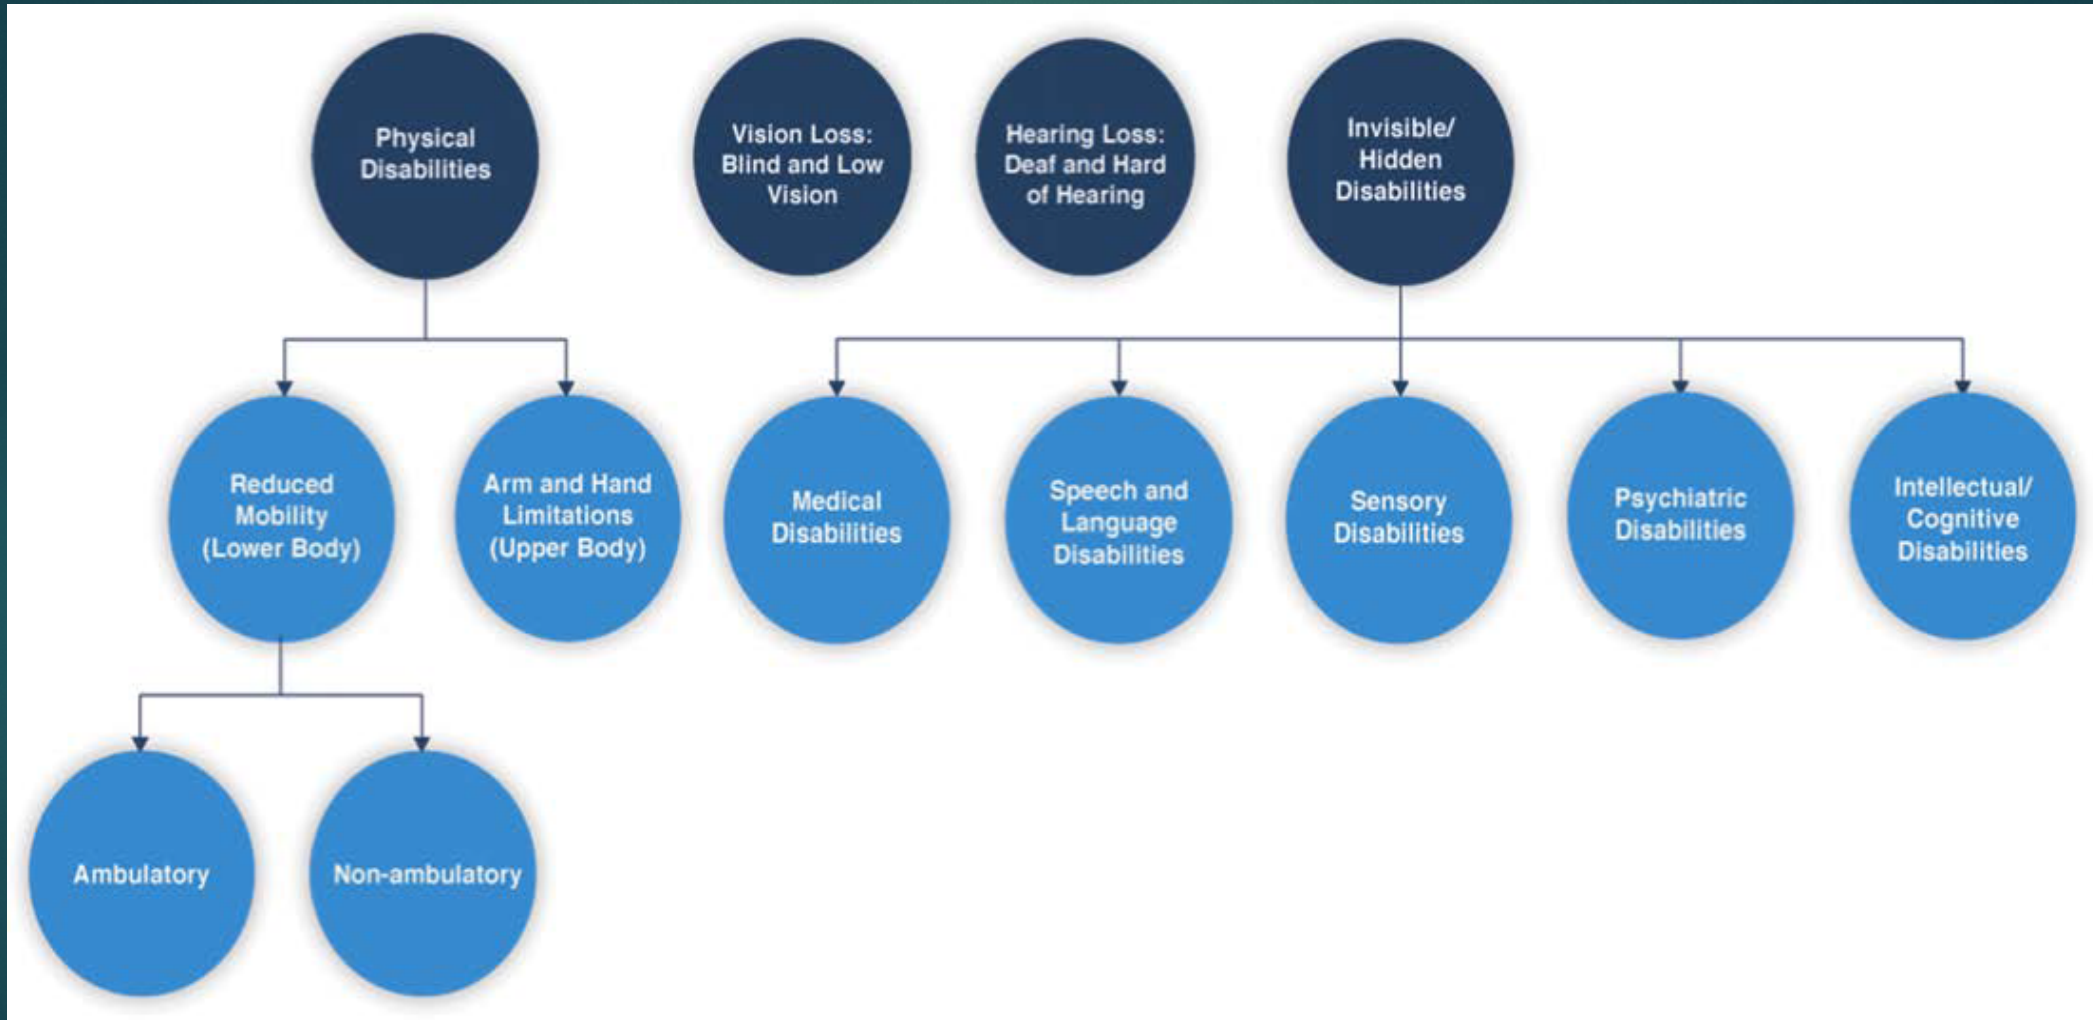 Physical
Disabilities
Vision Loss:
Blind and Low
Vision
Hearing Loss:
Deaf and Hard
of Hearing
Invisible/
Hidden
Disabilities
Reduced
Mobility
(Lower Body)
Arm and Hand
Limitations
(Upper Body)
Medical
Disabilities
Speech and
Language
Disabilities
Sensory
Disabilities
Psychiatric
Disabilities
Intellectual/
Cognitive
Disabilities
Ambulatory
Non-ambulatory